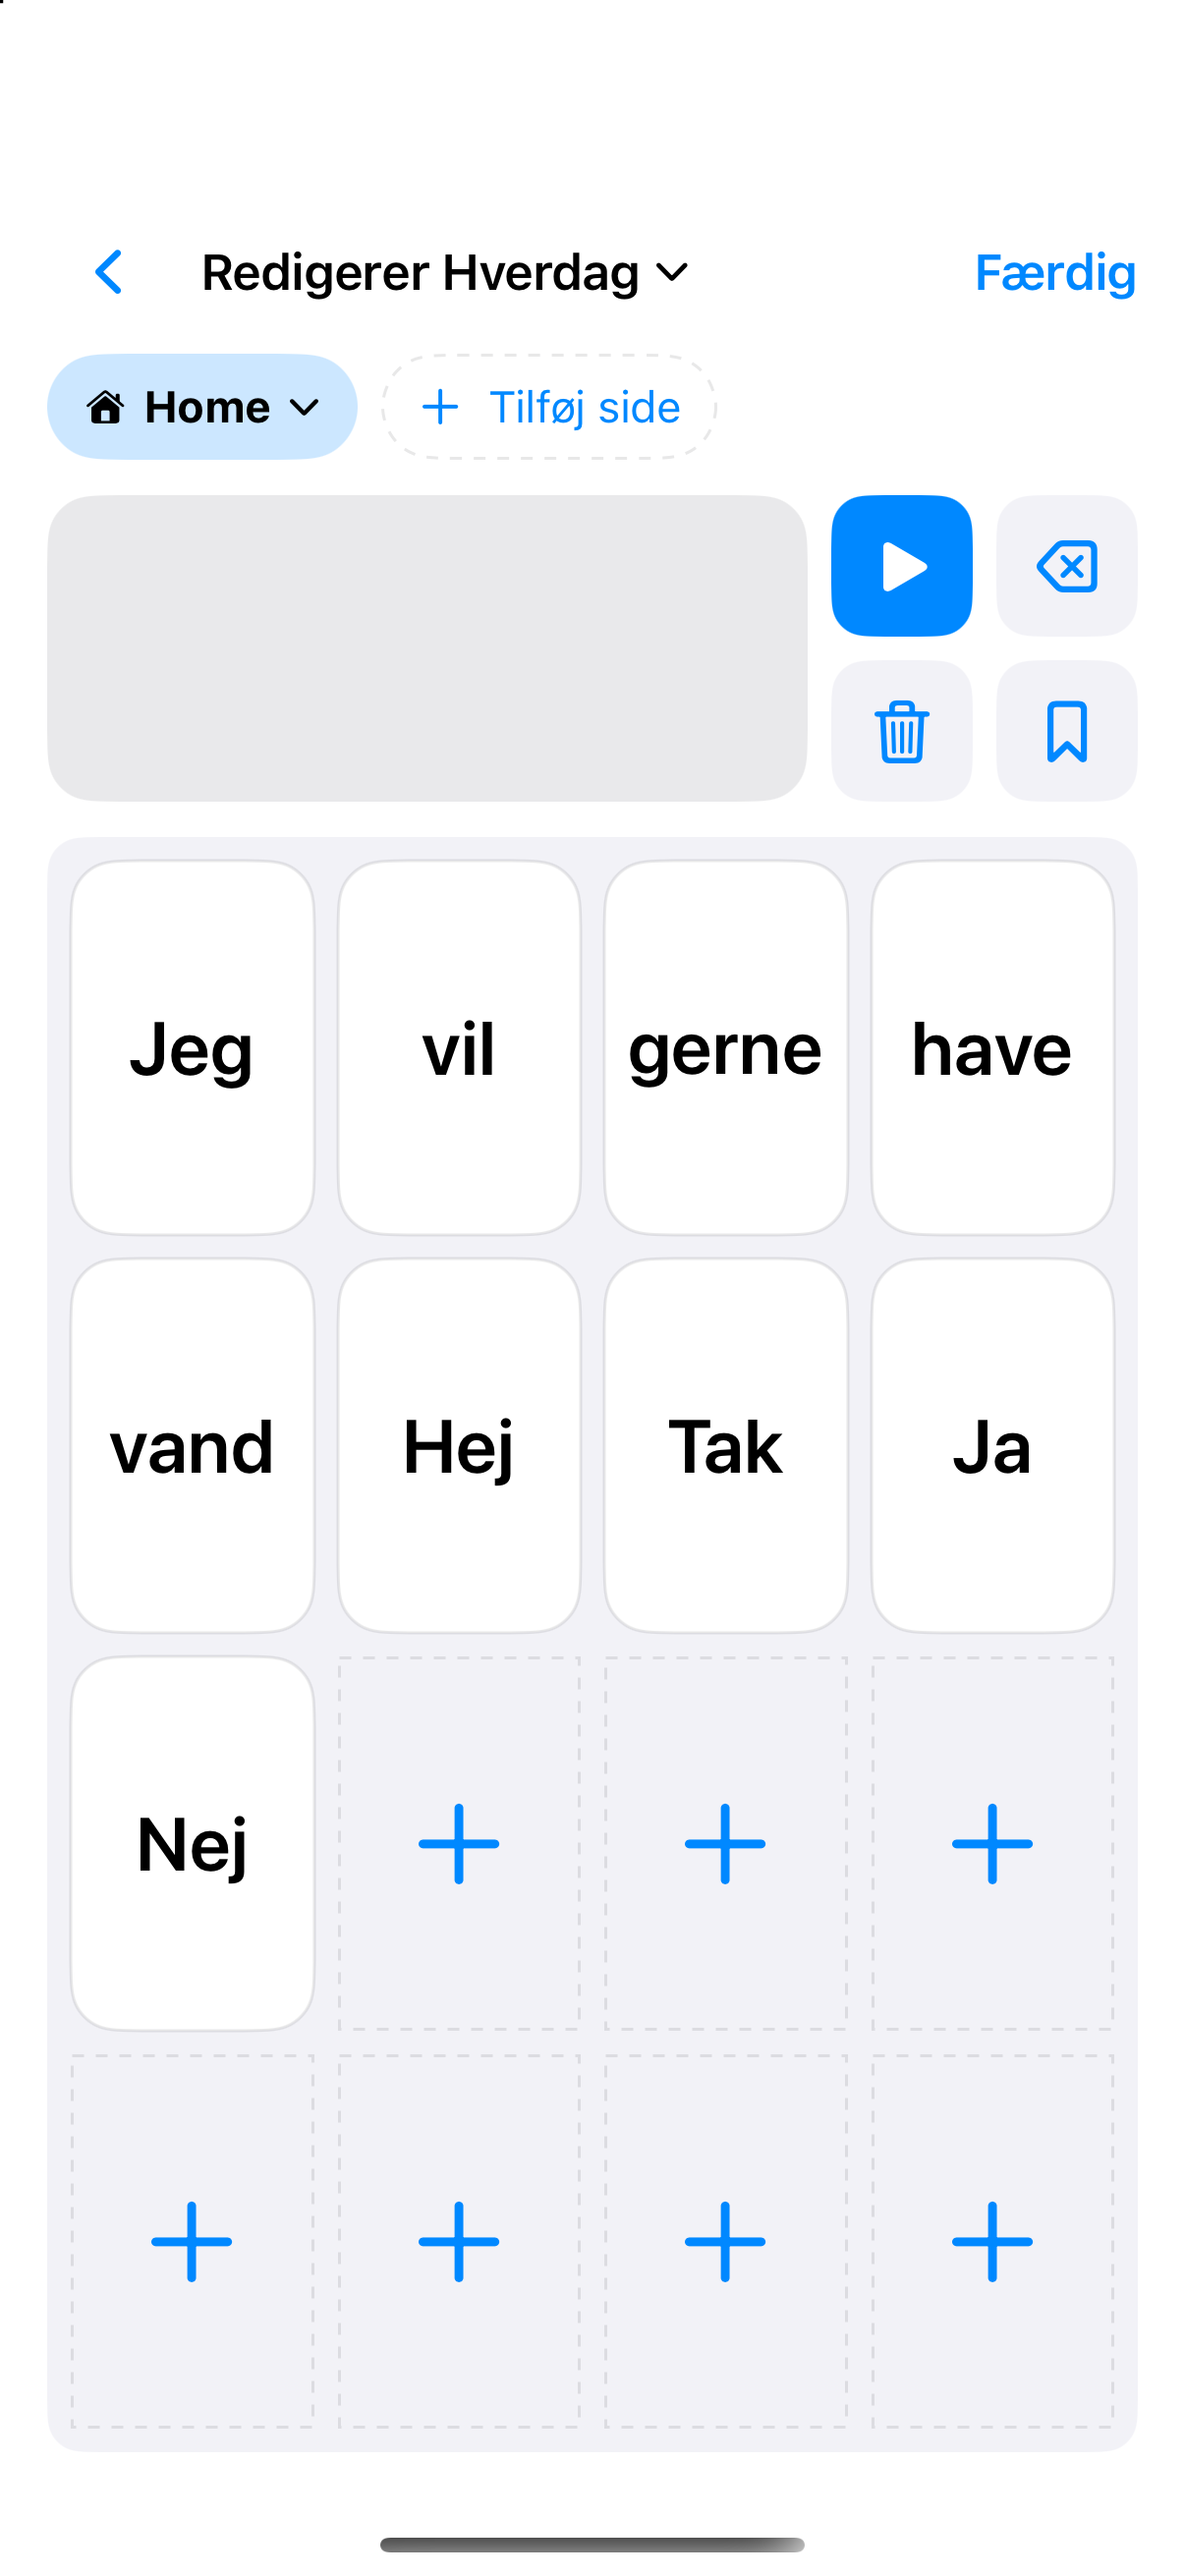 Redigerer Hverdag
Færdig
Home
Tilføj side
Jeg
vil
gerne
have
vand
Hej
Tak
Ja
Nej